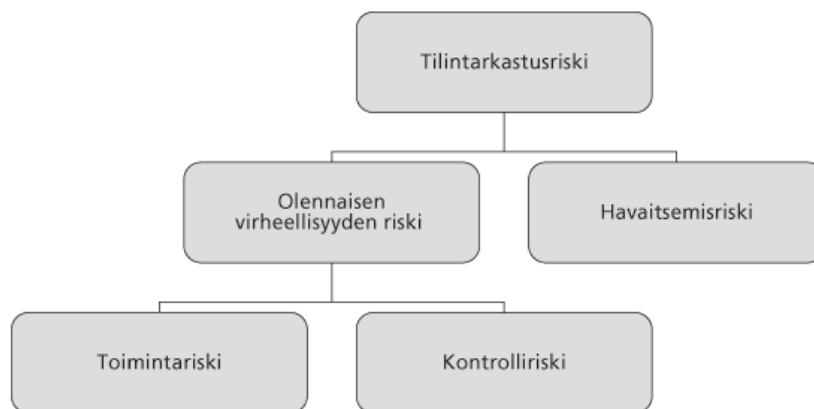 Tilintarkastusriski
Olennaisen
virheellisyyden riski
Havaitsemisriski
Toimintariski
Kontrolliriski